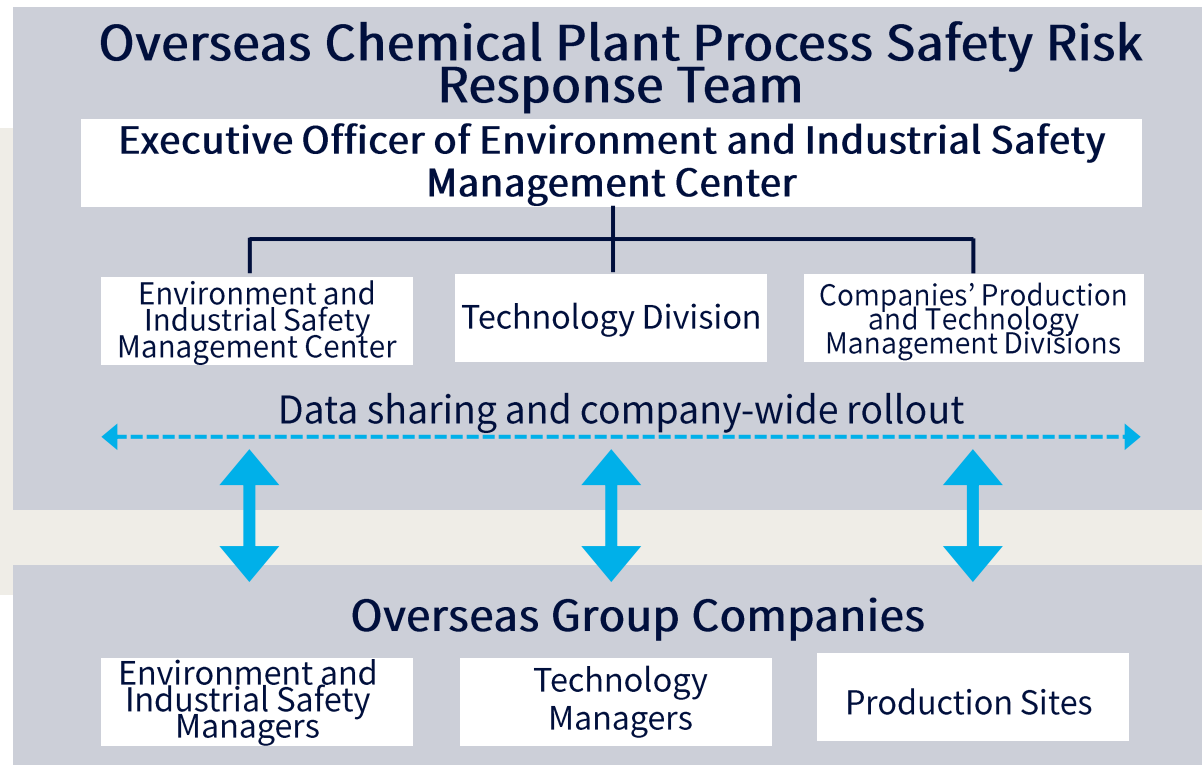 Overseas Chemical Plant Process Safety Risk
Response Team
Executive Officer of Environment and Industrial Safety
Management Center
Environment and
Industrial Safety
Management Center
Technology Division
Companies’ Production
and Technology
Management Divisions
Data sharing and company-wide rollout
Overseas Group Companies
Environment and
Industrial Safety
Managers
Technology
Managers
Production Sites